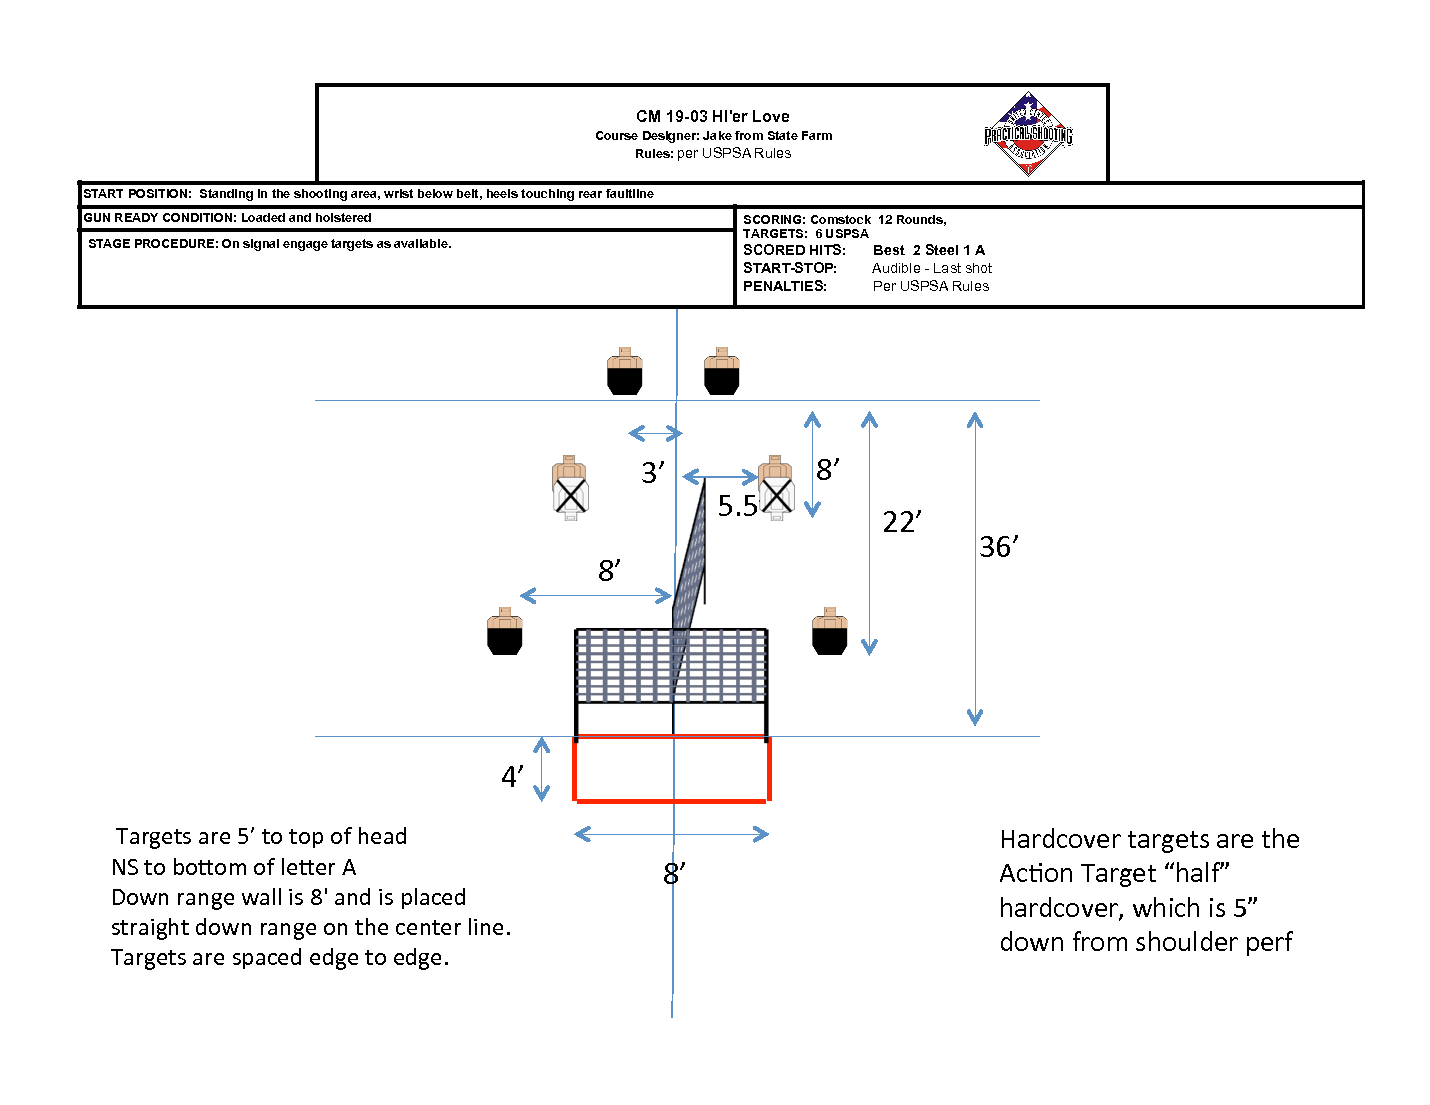 CM 19-03 HI'er Love
Course Designer: Jake from State Farm
Rules: per USPSA Rules
PRACTICAL SHOOTING
ASSOCIATION
START POSITION: Standing in the shooting area, wrist below belt, heels touching rear faultline
GUN READY CONDITION: Loaded and holstered
STAGE PROCEDURE: On signal engage targets as available.
SCORING: Comstock 12 Rounds,
TARGETS: 6 USPSA
SCORED HITS: Best 2 Steel 1 A
START-STOP: Audible - Last shot
PENALTIES: Per USPSA Rules
3’
8’
5.5
22’
36’
8’
4’
8’
Targets are 5’ to top of head
NS to bottom of letter A
Down range wall is 8' and is placed
straight down range on the center line.
Targets are spaced edge to edge.
Hardcover targets are the
Action Target “half”
hardcover, which is 5”
down from shoulder perf